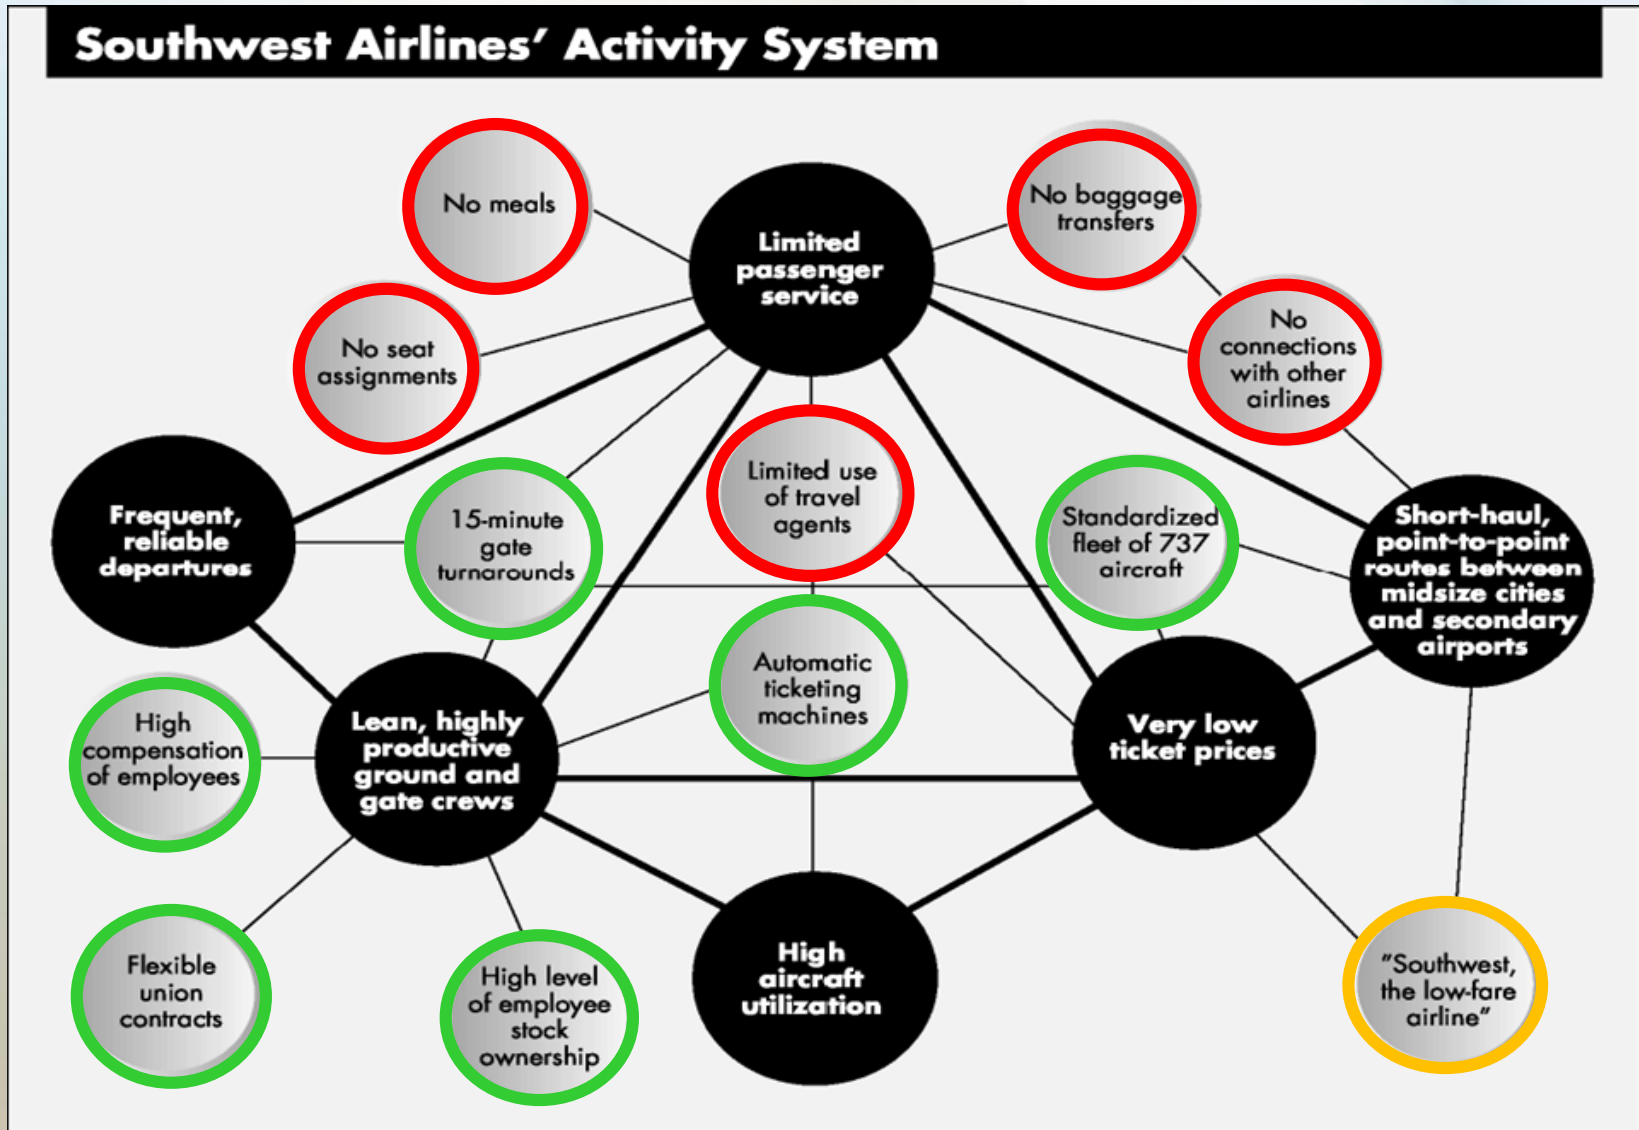 Southwest Airlines' Activity System
No meals
No baggage
transfers
Limited
passenger
service
No seat
assignments
No
connections
with other
airlines
Frequent,
reliable
departures
15-minute
gate
turnarounds
Limited use
of travel
agents
Standardized
fleet of 737
aircraft
Short-haul,
point-to-point
routes between
midsize cities
and secondary
airports
High
compensation
of employees
Lean, highly
productive
ground and
gate crews
Automatic
ticketing
machines
Very low
ticket prices
Flexible
union
contracts
High level
of employee
stock
ownership
High
aircraft
utilization
"Southwest,
the low-fare
airline"